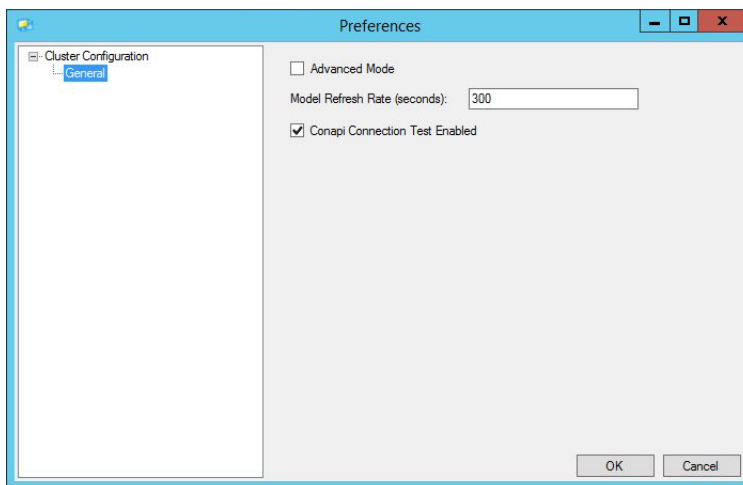 Preferences
Cluster Configuration
General
Advanced Mode
Model Refresh Rate (seconds): 300
Conapi Connection Test Enabled
OK Cancel